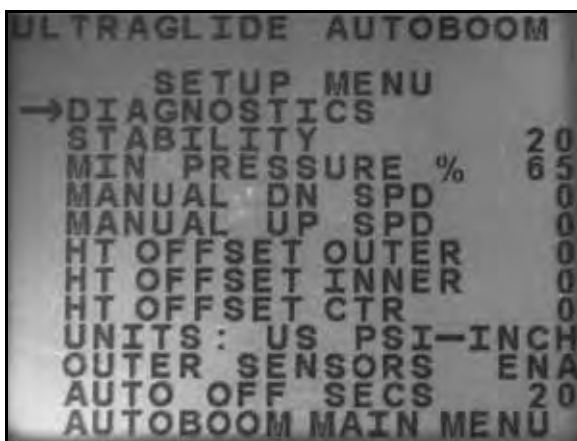 ULTRAGLIDE AUTOBOOM
SETUP MENU
→DIAGNOSTICS
STABILITY 20
MIN PRESSURE % 65
MANUAL DN SPD 0
MANUAL UP SPD 0
HT OFFSET OUTER 0
HT OFFSET INNER 0
HT OFFSET CTR 0
UNITS: US PSI-INCH
OUTER SENSORS ENA
AUTO OFF SECS 20
AUTOBOOM MAIN MENU